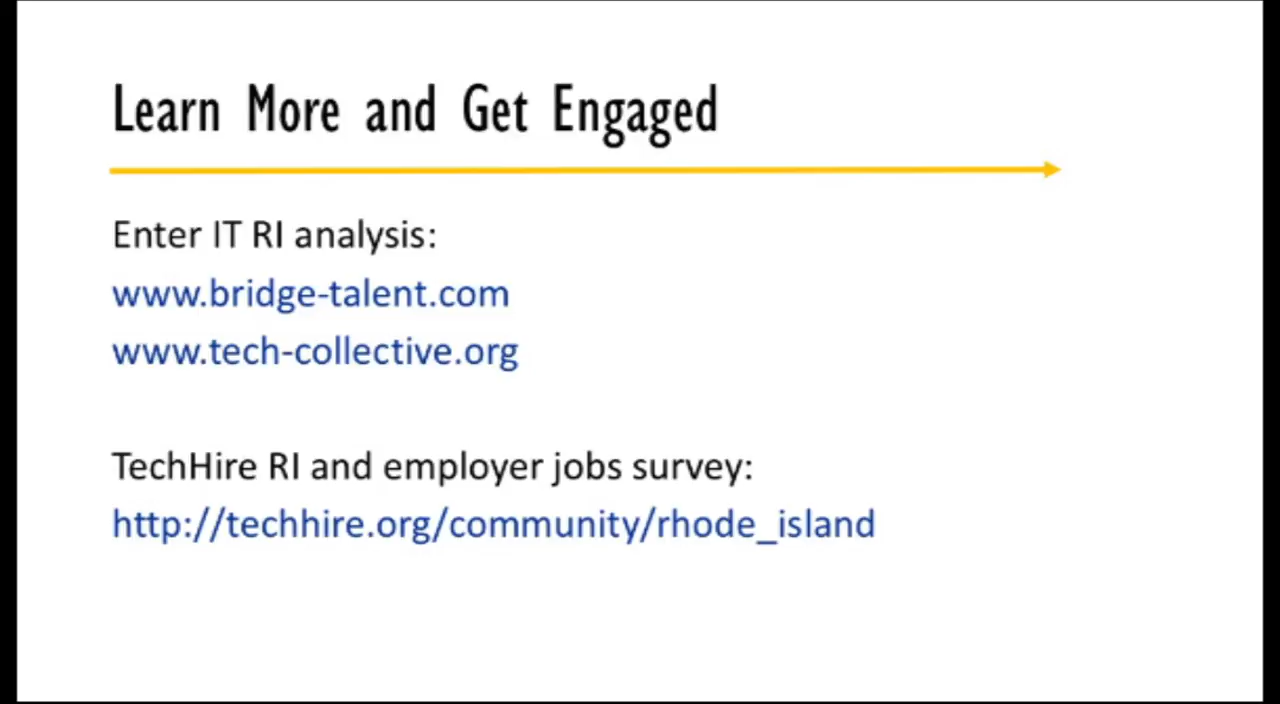 Learn More and Get Engaged
Enter IT RI analysis:
www.bridge-talent.com
www.tech-collective.org
TechHire RI and employer jobs survey:
http://techhire.org/community/rhode_island